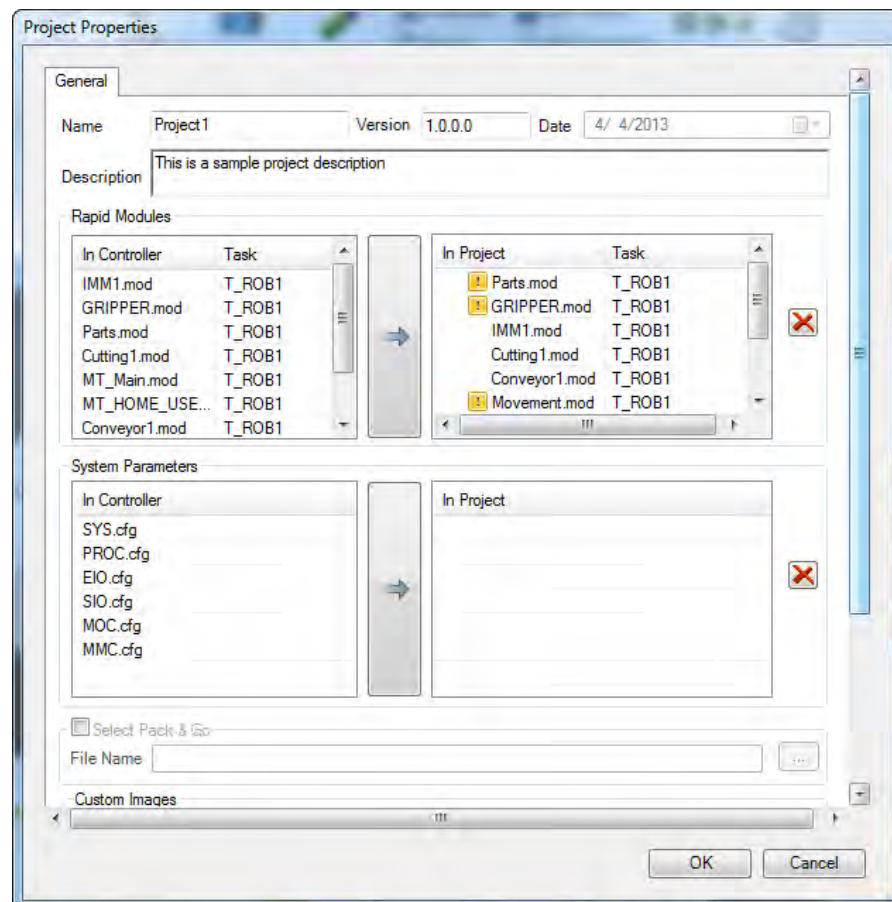 Project Properties
General
Name Project1 Version 1.0.0.0 Date 4/ 4/2013
Description This is a sample project description
Rapid Modules
In Controller Task In Project Task
IMM1.mod T_ROB1 Parts.mod T_ROB1
GRIPPER.mod T_ROB1 GRIPPER.mod T_ROB1
Parts.mod T_ROB1 IMM1.mod T_ROB1
Cutting1.mod T_ROB1 Cutting1.mod T_ROB1
MT_Main.mod T_ROB1 Conveyor1.mod T_ROB1
MT_HOME_USE... T_ROB1 Movement.mod T_ROB1
Conveyor1.mod T_ROB1
System Parameters
In Controller In Project
SYS.cfg
PROC.cfg
EIO.cfg
SIO.cfg
MOC.cfg
MMC.cfg
Select Pack & Go
File Name ...
Custom Images
OK Cancel